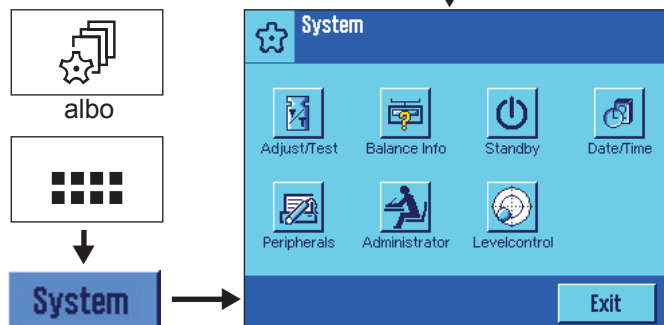 albo
System
System
Adjust/Test
Balance Info
Standby
Date/Time
Peripherals
Administrator
Levelcontrol
Exit